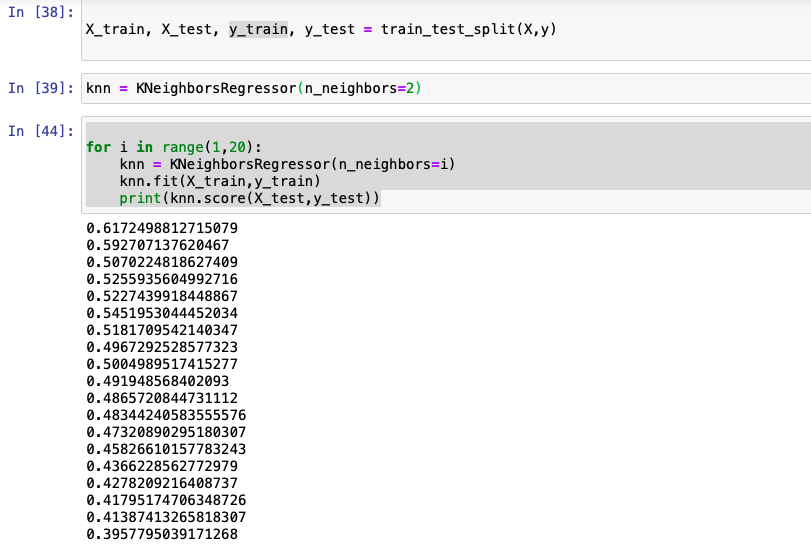 In [38]:
X_train, X_test, y_train, y_test = train_test_split(X,y)
In [39]: knn = KNeighborsRegressor(n_neighbors=2)
In [44]:
for i in range(1,20):
    knn = KNeighborsRegressor(n_neighbors=i)
    knn.fit(X_train,y_train)
    print(knn.score(X_test,y_test))
0.6172498812715079
0.592707137620467
0.5070224818627409
0.5255935604992716
0.5227439918448867
0.5451953044452034
0.5181709542140347
0.4967292528577323
0.5004989517415277
0.491948568402093
0.4865720844731112
0.48344240583555576
0.47320890295180307
0.45826610157783243
0.4366228562772979
0.4278209216408737
0.41795174706348726
0.41387413265818307
0.3957795039171268